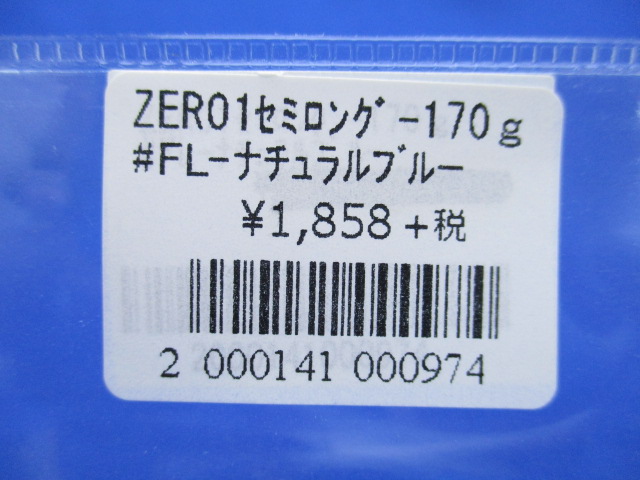 ZERO1ｾﾐﾛﾝｸﾞ-170g
#FL-ナチュラルブルー
¥1,858+税
2 000141 000974